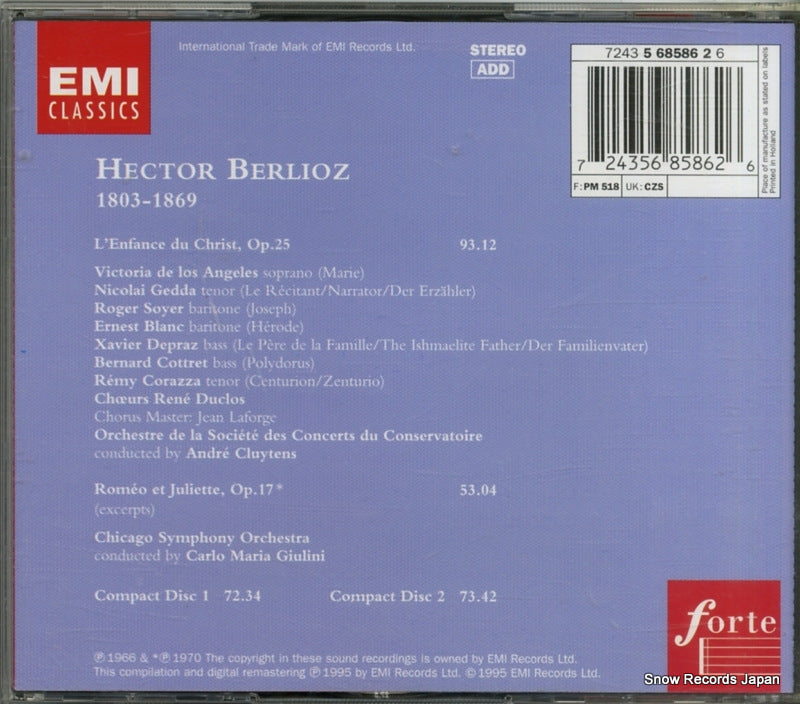 EMI
CLASSICS
International Trade Mark of EMI Records Ltd.
STEREO
ADD
7243 5 68586 2 6
7 24356 85862 6
F: PM 518 UK: CZS
Place of manufacture as stated on labels
Printed in Holland
HECTOR BERLIOZ
1803-1869
L'Enfance du Christ, Op.25 93.12
Victoria de los Angeles soprano (Marie)
Nicolai Gedda tenor (Le Récitant/Narrator/Der Erzähler)
Roger Soyer baritone (Joseph)
Ernest Blanc baritone (Hérode)
Xavier Depraz bass (Le Père de la Famille/The Ishmaelite Father/Der Familienvater)
Bernard Cottret bass (Polydorus)
Rémy Corazza tenor (Centurion/Zenturio)
Chœurs René Duclos
Chorus Master: Jean Laforge
Orchestre de la Société des Concerts du Conservatoire
conducted by André Cluytens
Roméo et Juliette, Op.17* 53.04
(excerpts)
Chicago Symphony Orchestra
conducted by Carlo Maria Giulini
Compact Disc 1 72.34 Compact Disc 2 73.42
forte
℗ 1966 & *℗ 1970 The copyright in these sound recordings is owned by EMI Records Ltd.
This compilation and digital remastering ℗ 1995 by EMI Records Ltd. © 1995 EMI Records Ltd.
Snow Records Japan